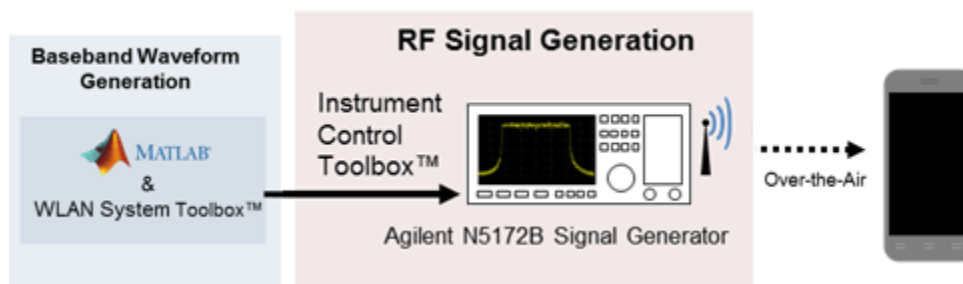 Baseband Waveform
Generation
MATLAB®
&
WLAN System Toolbox™
RF Signal Generation
Instrument
Control
Toolbox™
Agilent N5172B Signal Generator
Over-the-Air